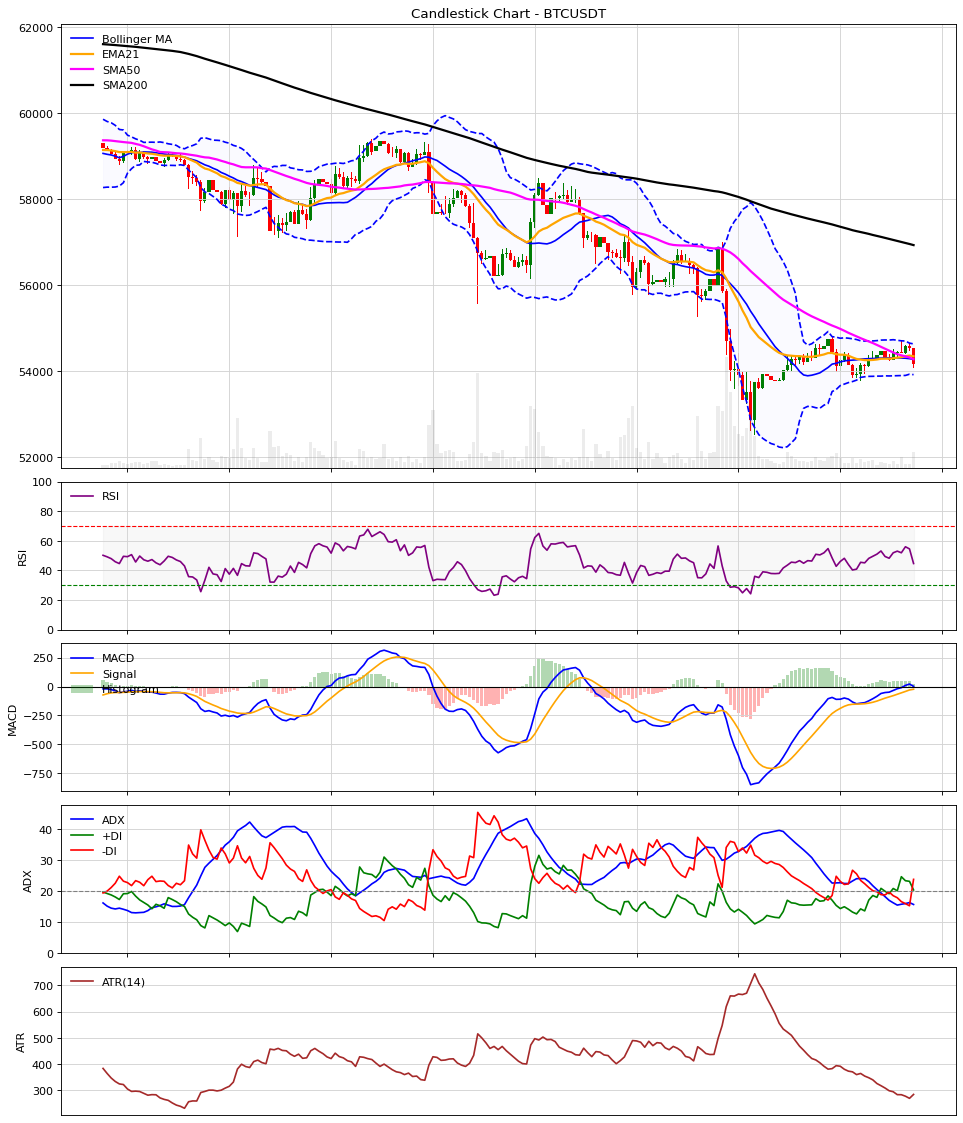 Candlestick Chart - BTCUSDT
62000
60000
58000
56000
54000
52000
Bollinger MA
EMA21
SMA50
SMA200
100
80
60
40
20
0
RSI
RSI
250
0
−250
−500
−750
MACD
MACD
Signal
Histogram
40
30
20
10
0
ADX
ADX
+DI
-DI
700
600
500
400
300
ATR
ATR(14)